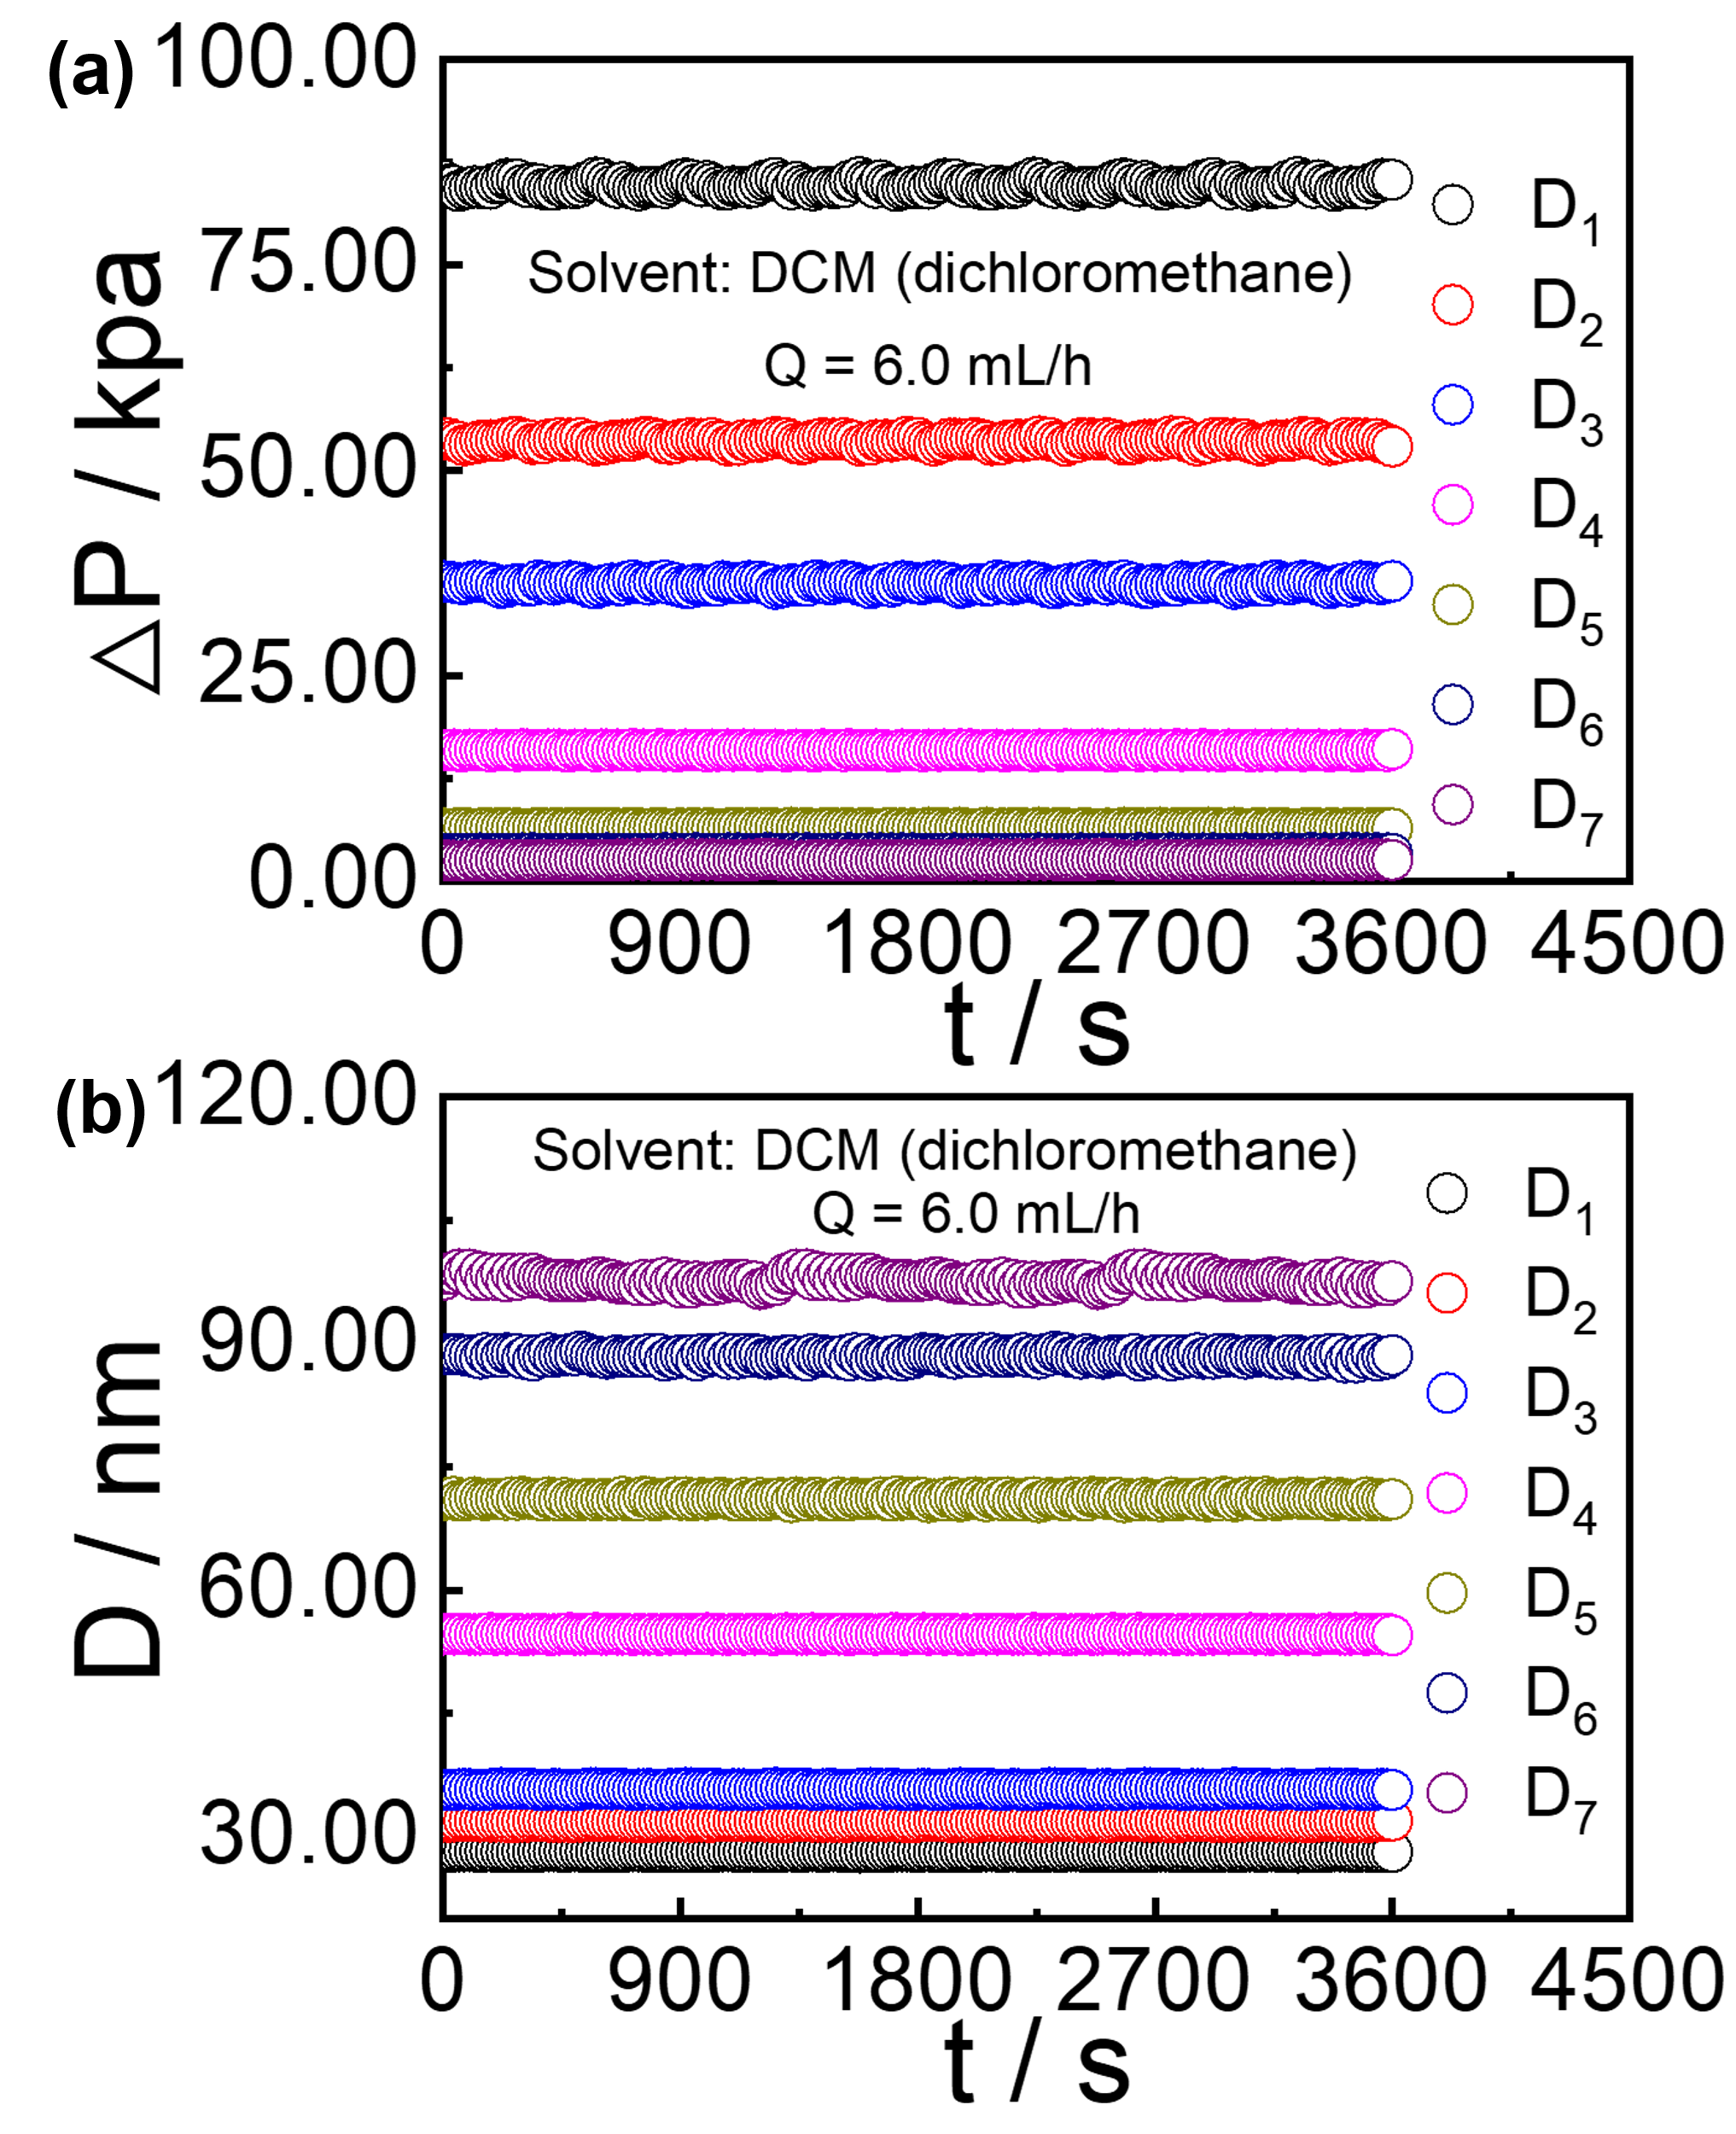 (a)
100.00
75.00
50.00
25.00
0.00
△P / kpa
Solvent: DCM (dichloromethane)
Q = 6.0 mL/h
D1
D2
D3
D4
D5
D6
D7
0 900 1800 2700 3600 4500
t / s
(b)
120.00
90.00
60.00
30.00
D / nm
Solvent: DCM (dichloromethane)
Q = 6.0 mL/h
D1
D2
D3
D4
D5
D6
D7
0 900 1800 2700 3600 4500
t / s